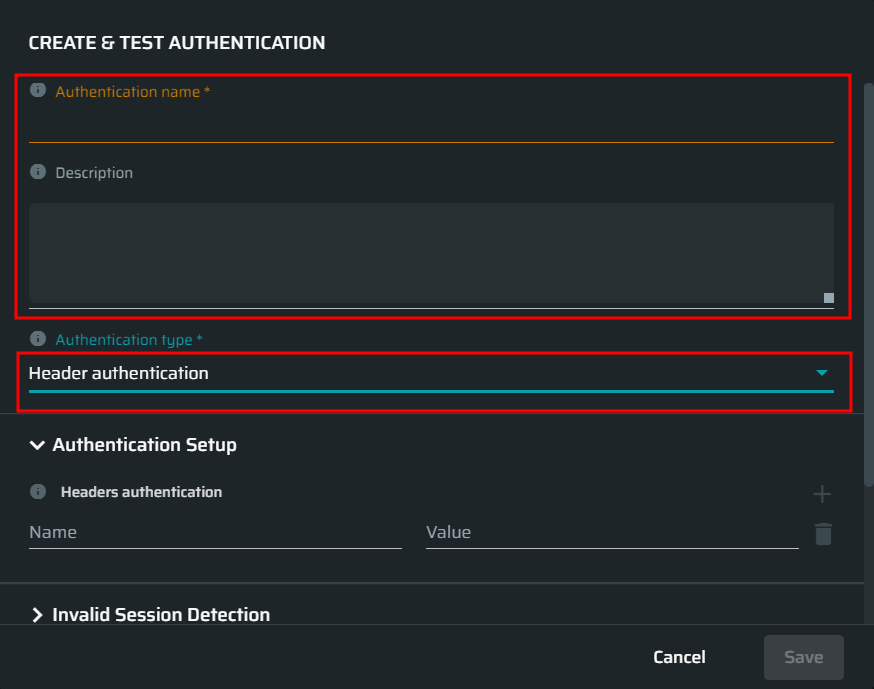 CREATE & TEST AUTHENTICATION
Authentication name *
Description
Authentication type *
Header authentication
Authentication Setup
Headers authentication
Name Value
Invalid Session Detection
Cancel Save